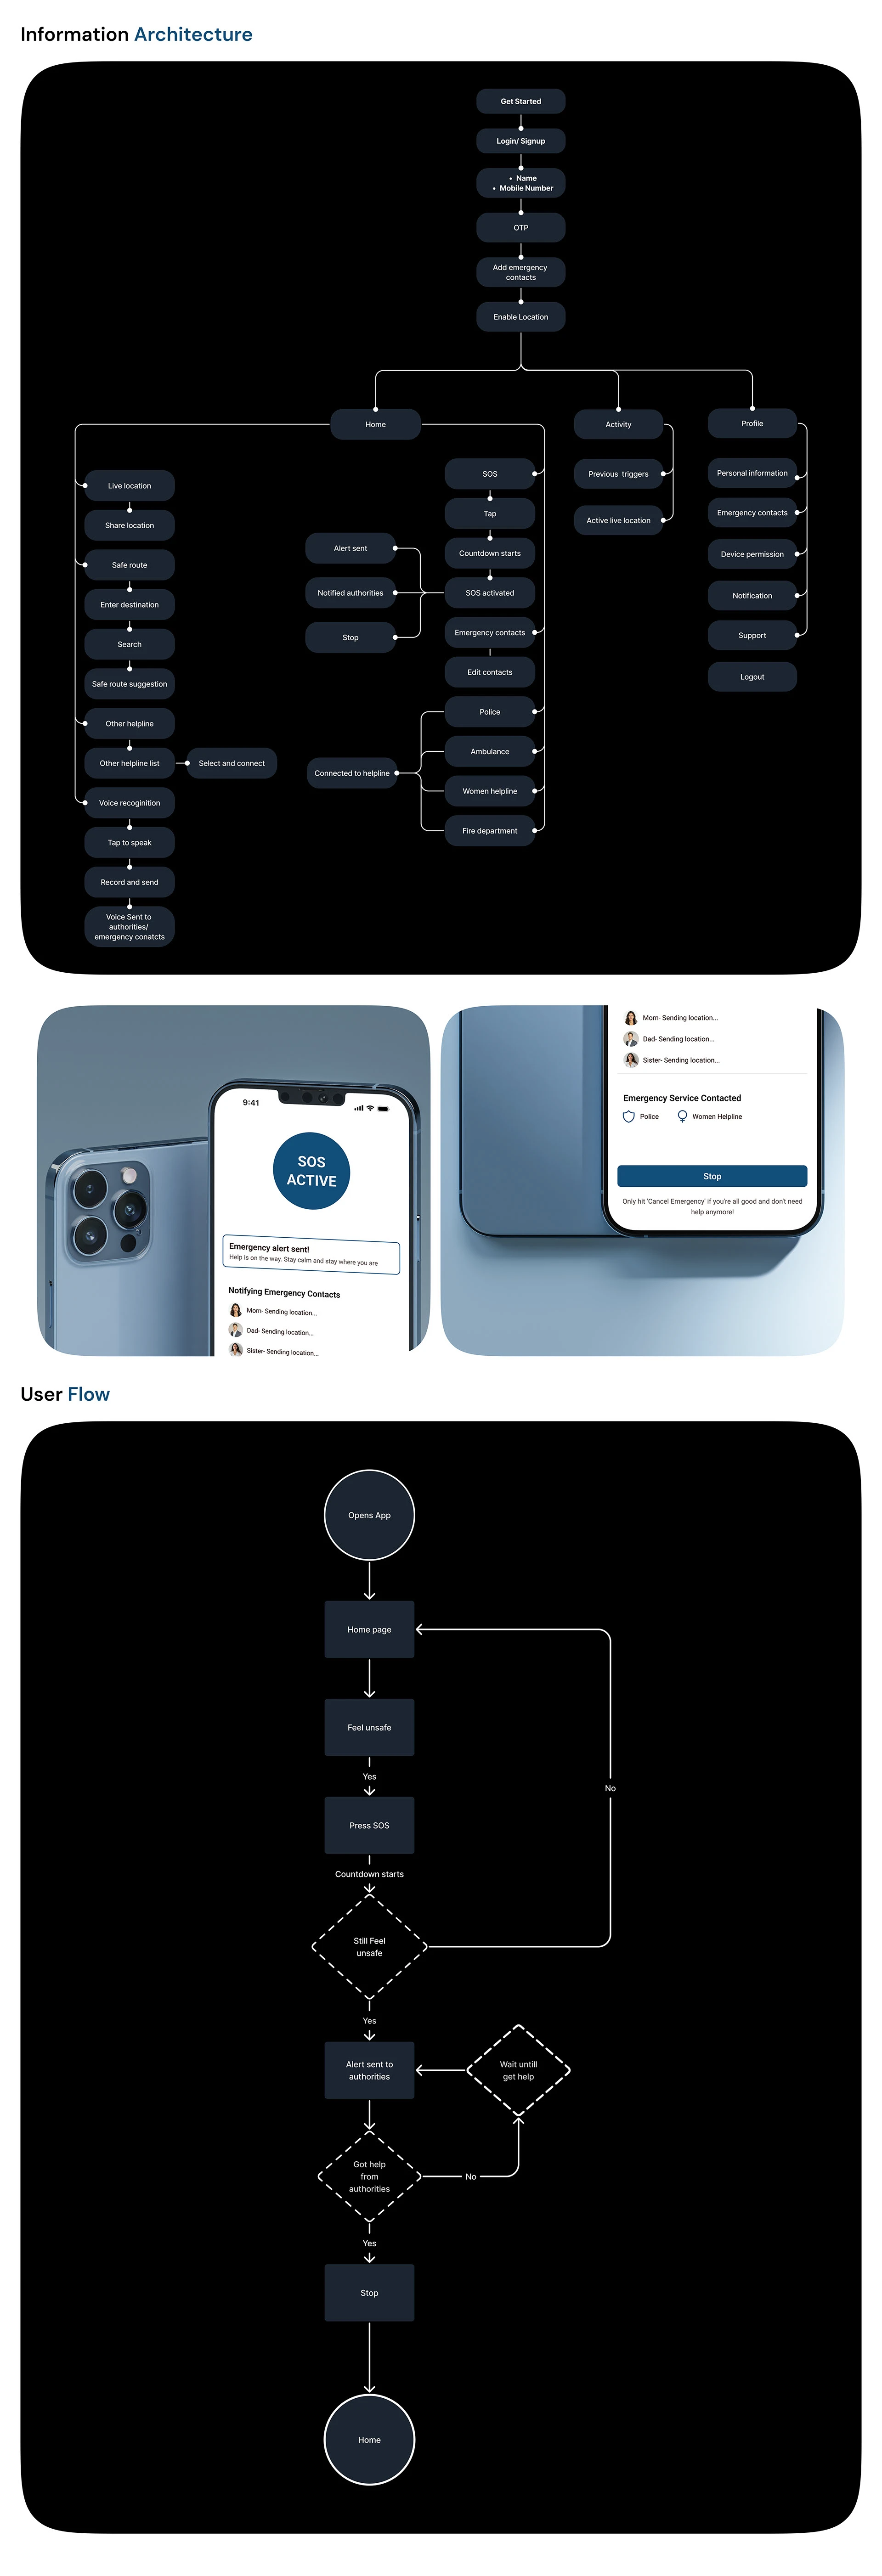 Information Architecture
Get Started
Login/ Signup
• Name
• Mobile Number
OTP
Add emergency
contacts
Enable Location
Home
Activity
Profile
Live location
Share location
Safe route
Enter destination
Search
Safe route suggestion
Other helpline
Other helpline list
Select and connect
Voice recoginition
Tap to speak
Record and send
Voice Sent to
authorities/
emergency conatcts
SOS
Tap
Countdown starts
SOS activated
Alert sent
Notified authorities
Stop
Emergency contacts
Edit contacts
Police
Ambulance
Women helpline
Fire department
Connected to helpline
Previous triggers
Active live location
Personal information
Emergency contacts
Device permission
Notification
Support
Logout
9:41
SOS
ACTIVE
Emergency alert sent!
Help is on the way. Stay calm and stay where you are
Notifying Emergency Contacts
Mom- Sending location...
Dad- Sending location...
Sister- Sending location...
Mom- Sending location...
Dad- Sending location...
Sister- Sending location...
Emergency Service Contacted
Police
Women Helpline
Stop
Only hit 'Cancel Emergency' if you're all good and don't need
help anymore!
User Flow
Opens App
Home page
Feel unsafe
Yes
No
Press SOS
Countdown starts
Still Feel
unsafe
Yes
Alert sent to
authorities
Wait untill
get help
Got help
from
authorities
No
Yes
Stop
Home